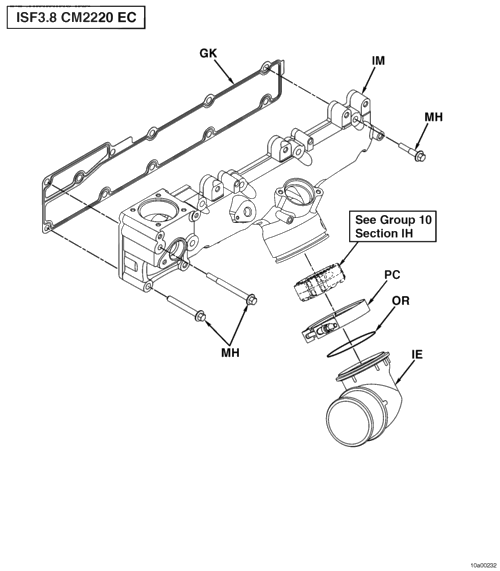 ISF3.8 CM2220 EC
GK
IM
MH
See Group 10
Section IH
PC
OR
MH
IE
10a00232